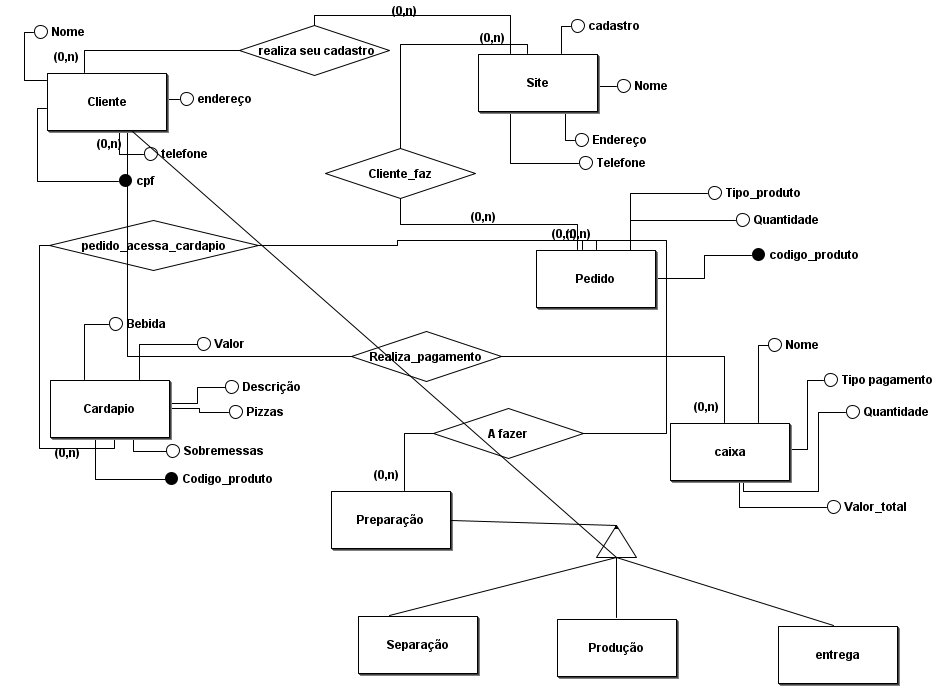 (0,n)
Nome
cadastro
realiza seu cadastro
(0,n)
(0,n)
Site
Nome
Cliente
endereço
(0,n)
telefone
Endereço
Telefone
cpf
Cliente_faz
Tipo_produto
(0,n)
Quantidade
(0,(0,n)
pedido_acessa_cardapio
codigo_produto
Pedido
Bebida
Valor
Realiza_pagamento
Nome
Descrição
Tipo pagamento
Cardapio
Pizzas
(0,n)
Quantidade
A fazer
Sobremessas
(0,n)
caixa
Codigo_produto
(0,n)
Valor_total
Preparação
Separação
Produção
entrega